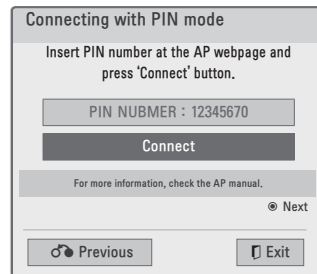 Connecting with PIN mode
Insert PIN number at the AP webpage and
press ‘Connect’ button.
PIN NUBMER : 12345670
Connect
For more information, check the AP manual.
Next
Previous
Exit